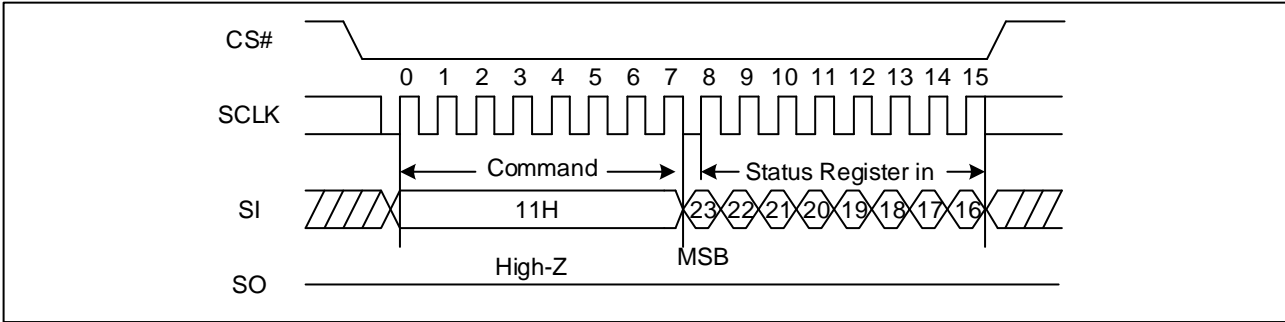 CS#
0 1 2 3 4 5 6 7 8 9 10 11 12 13 14 15
SCLK
Command Status Register in
SI 11H 23 22 21 20 19 18 17 16
High-Z MSB
SO